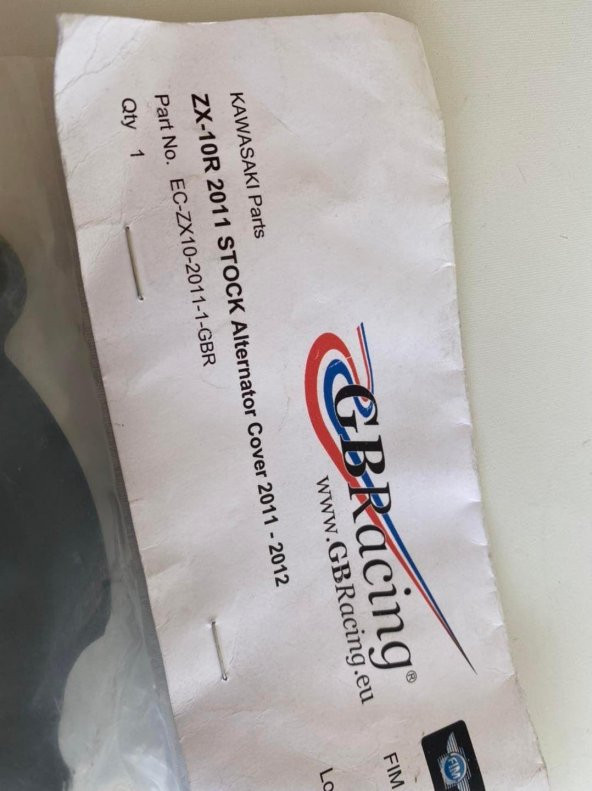 GBRacing®
www.GBRacing.eu
KAWASAKI Parts
ZX-10R 2011 STOCK Alternator Cover 2011 - 2012
Part No. EC-ZX10-2011-1-GBR
Qty 1
FIM
FIM